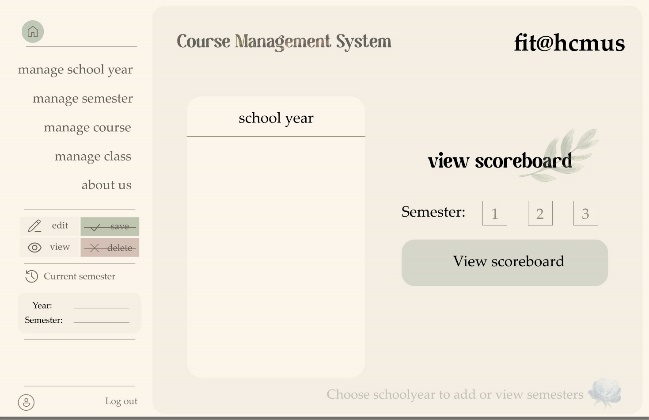 Course Management System
fit@hcmus
manage school year
manage semester
manage course
manage class
about us
edit
save
view
delete
Current semester
Year:
Semester:
Log out
school year
view scoreboard
Semester: 1 2 3
View scoreboard
Choose schoolyear to add or view semesters